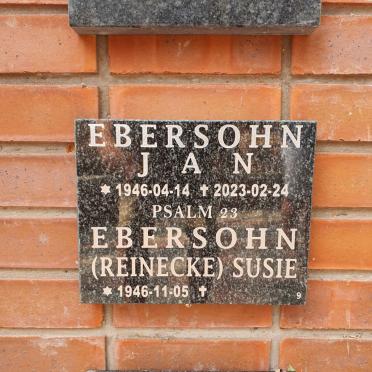 EBERSOHN
JAN
✡ 1946-04-14 ✝ 2023-02-24
PSALM 23
EBERSOHN
(REINECKE) SUSIE
✡ 1946-11-05 ✝
9